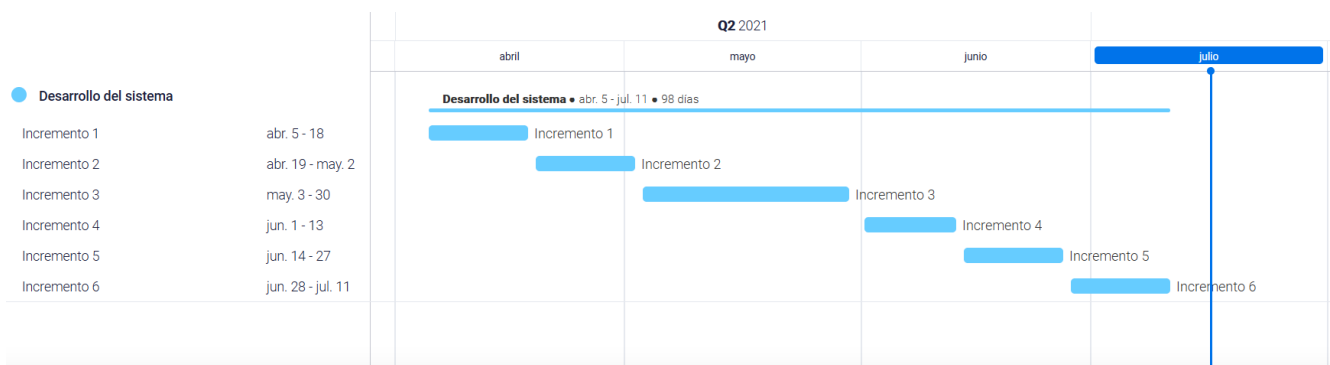 Q2 2021
abril mayo junio julio
Desarrollo del sistema
Desarrollo del sistema • abr. 5 - jul. 11 • 98 días
Incremento 1 abr. 5 - 18 Incremento 1
Incremento 2 abr. 19 - may. 2 Incremento 2
Incremento 3 may. 3 - 30 Incremento 3
Incremento 4 jun. 1 - 13 Incremento 4
Incremento 5 jun. 14 - 27 Incremento 5
Incremento 6 jun. 28 - jul. 11 Incremento 6